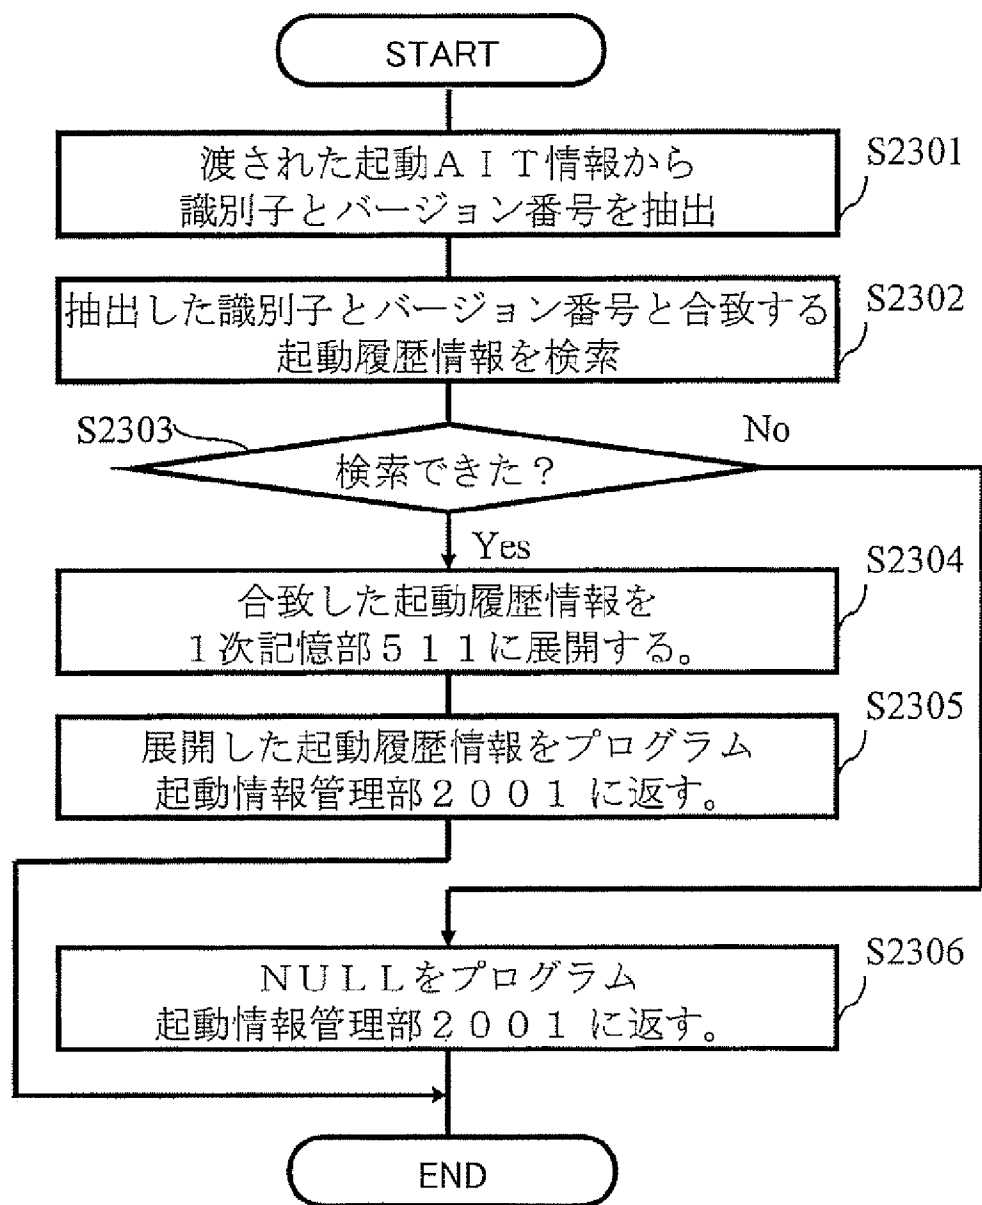 START
渡された起動ＡＩＴ情報から
識別子とバージョン番号を抽出
S2301
抽出した識別子とバージョン番号と合致する
起動履歴情報を検索
S2302
S2303
検索できた？
No
Yes
合致した起動履歴情報を
１次記憶部５１１に展開する。
S2304
展開した起動履歴情報をプログラム
起動情報管理部２００１に返す。
S2305
ＮＵＬＬをプログラム
起動情報管理部２００１に返す。
S2306
END